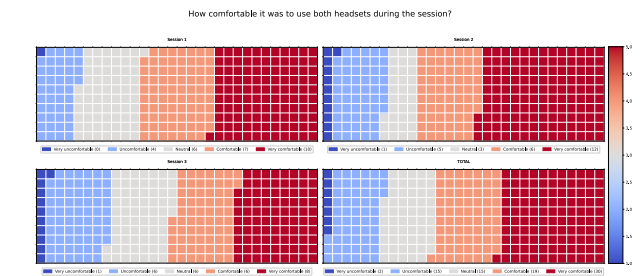 How comfortable it was to use both headsets during the session?
Session 1
Session 2
Very uncomfortable (0) Uncomfortable (4) Neutral (6) Comfortable (7) Very comfortable (10)
Very uncomfortable (1) Uncomfortable (5) Neutral (3) Comfortable (6) Very comfortable (12)
Session 3
TOTAL
Very uncomfortable (1) Uncomfortable (6) Neutral (6) Comfortable (6) Very comfortable (8)
Very uncomfortable (2) Uncomfortable (15) Neutral (15) Comfortable (19) Very comfortable (30)